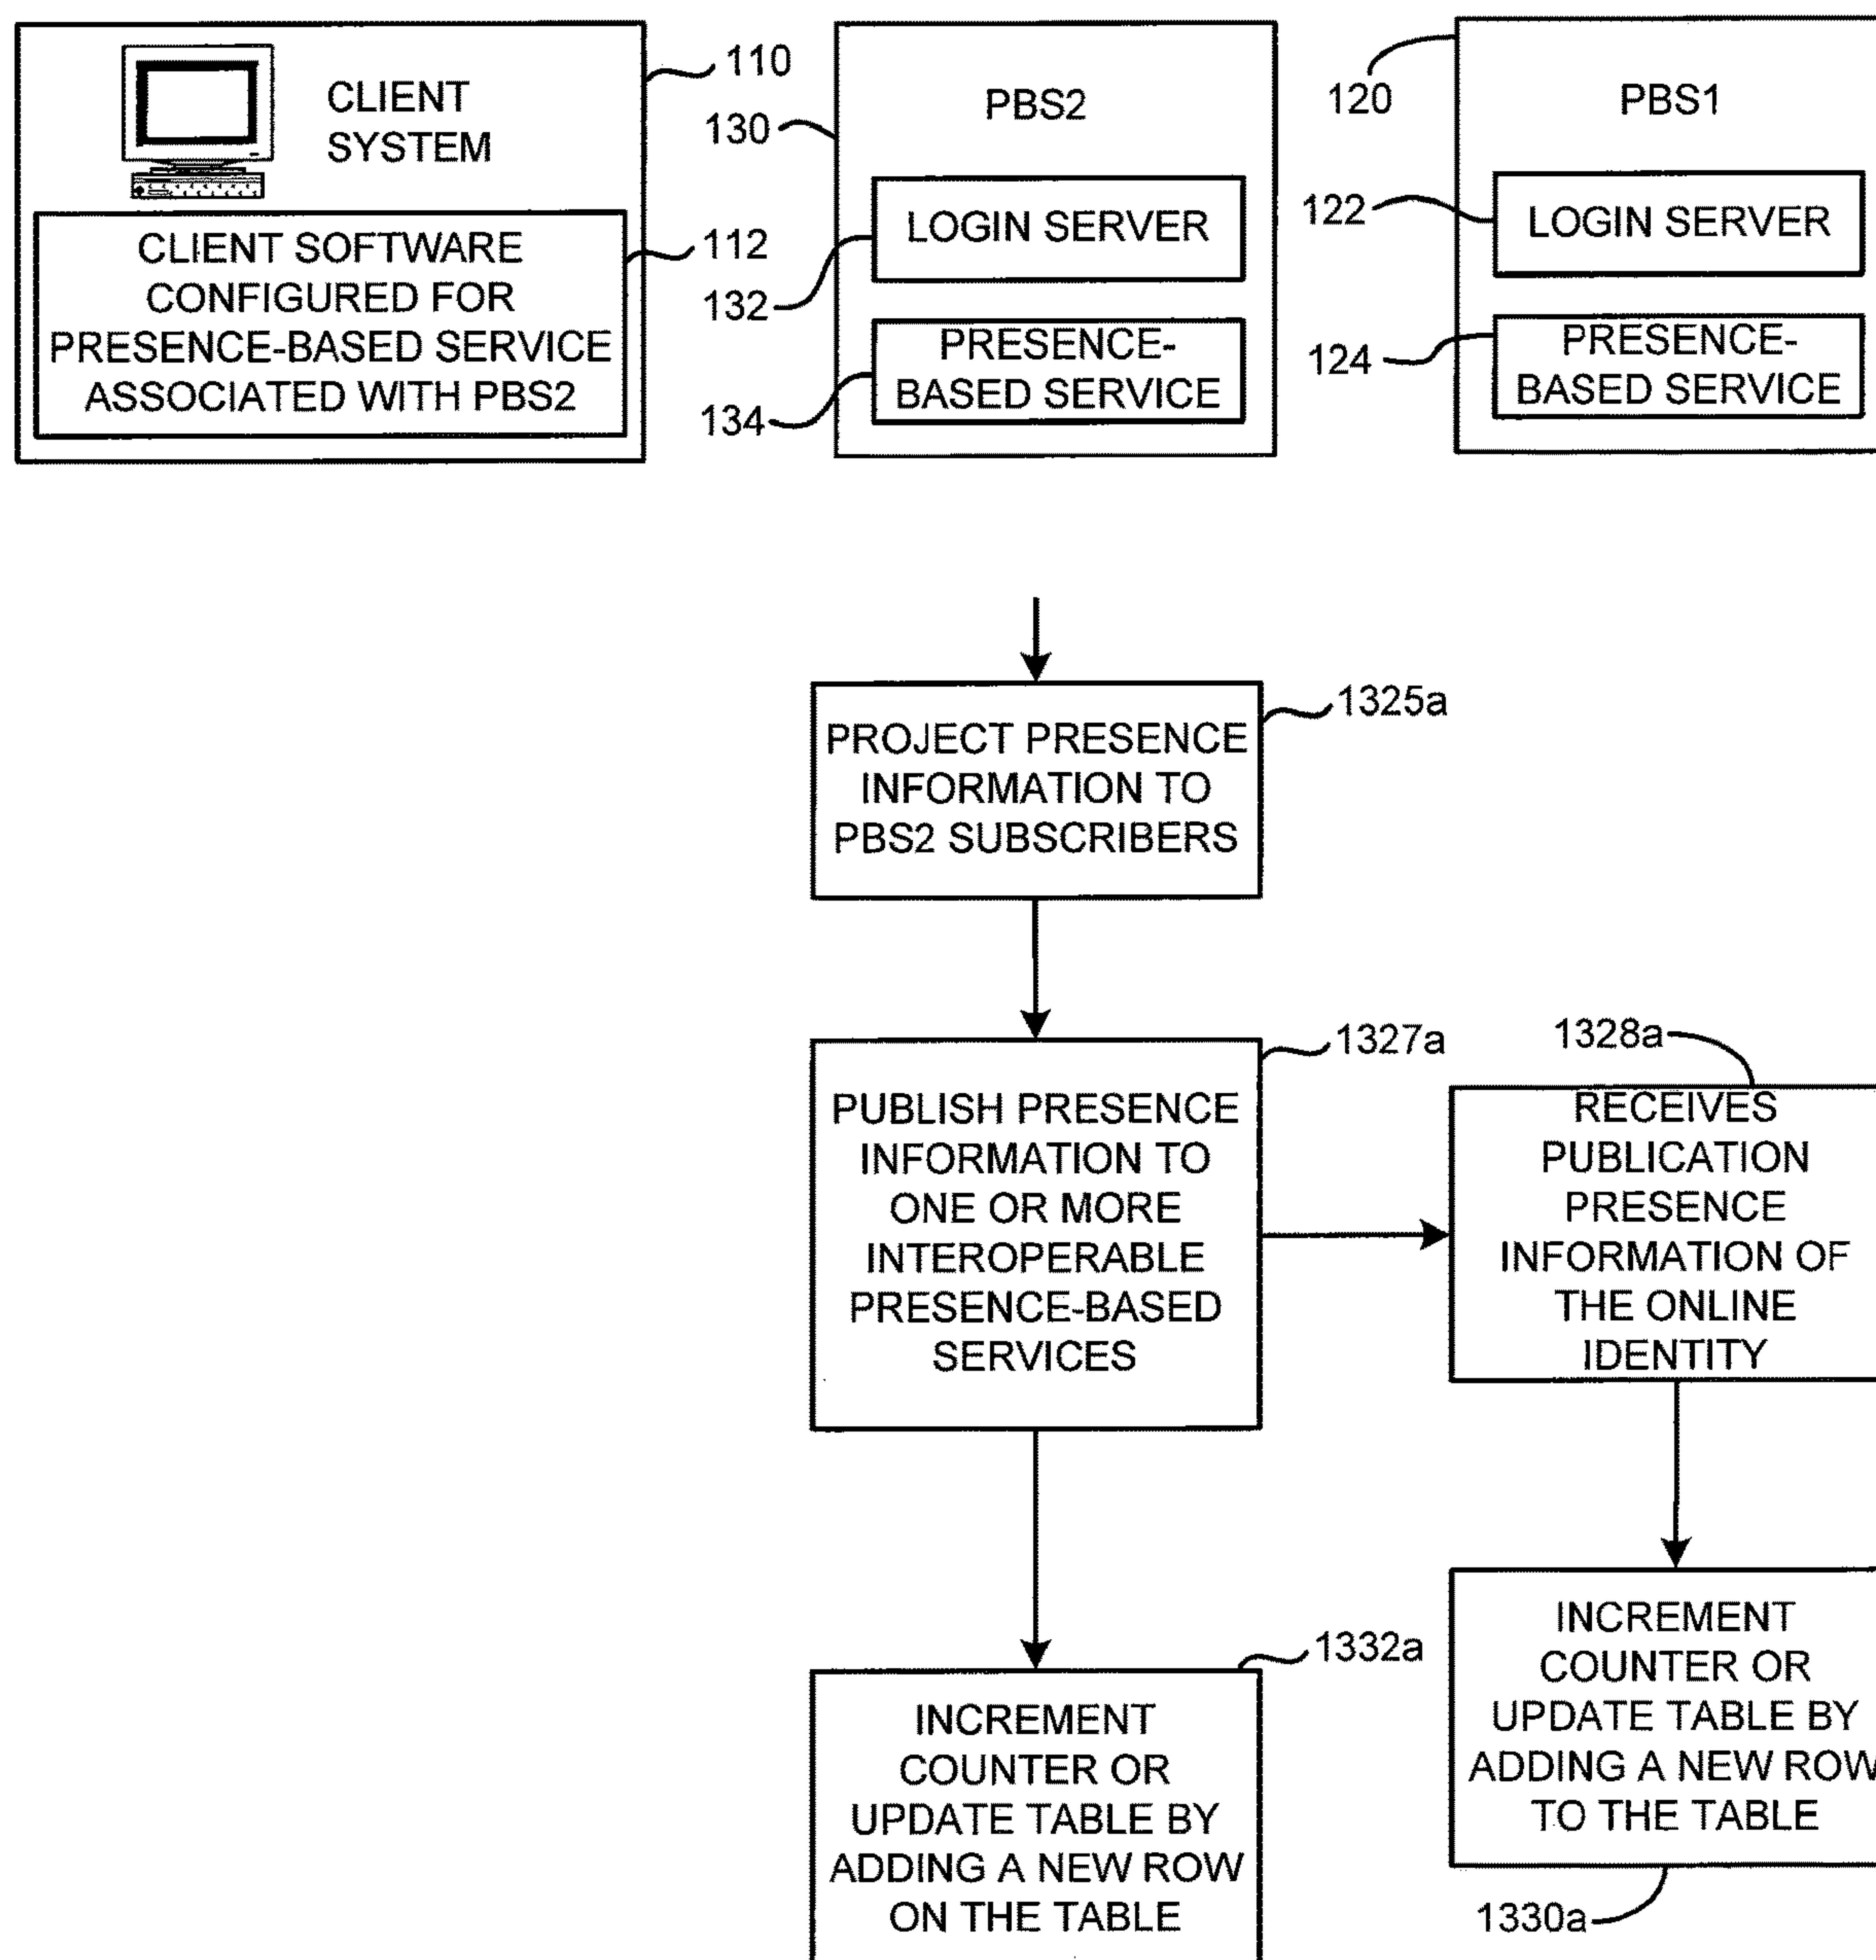 CLIENT
SYSTEM
110
CLIENT SOFTWARE
CONFIGURED FOR
PRESENCE-BASED SERVICE
ASSOCIATED WITH PBS2
112
PBS2
130
LOGIN SERVER
132
PRESENCE-
BASED SERVICE
134
120
PBS1
122
LOGIN SERVER
124
PRESENCE-
BASED SERVICE
1325a
PROJECT PRESENCE
INFORMATION TO
PBS2 SUBSCRIBERS
1327a
PUBLISH PRESENCE
INFORMATION TO
ONE OR MORE
INTEROPERABLE
PRESENCE-BASED
SERVICES
1328a
RECEIVES
PUBLICATION
PRESENCE
INFORMATION OF
THE ONLINE
IDENTITY
1332a
INCREMENT
COUNTER OR
UPDATE TABLE BY
ADDING A NEW ROW
ON THE TABLE
INCREMENT
COUNTER OR
UPDATE TABLE BY
ADDING A NEW ROW
TO THE TABLE
1330a